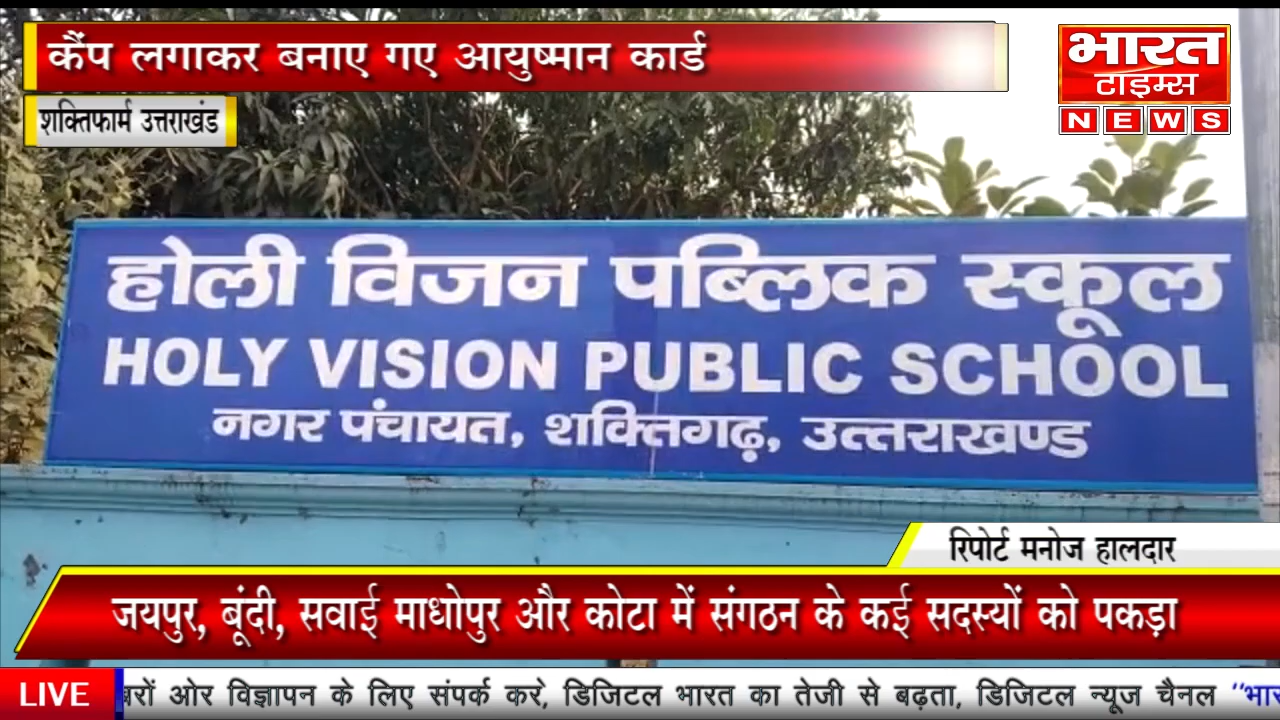 कैंप लगाकर बनाए गए आयुष्मान कार्ड
भारत
टाइम्स
NEWS
शक्तिफार्म उत्तराखंड
होली विजन पब्लिक स्कूल
HOLY VISION PUBLIC SCHOOL
नगर पंचायत, शक्तिगढ़, उत्तराखण्ड
रिपोर्ट मनोज हालदार
जयपुर, बूंदी, सवाई माधोपुर और कोटा में संगठन के कई सदस्यों को पकड़ा
LIVE ओर विज्ञापन के लिए संपर्क करें, डिजिटल भारत का तेजी से बढ़ता, डिजिटल न्यूज चैनल